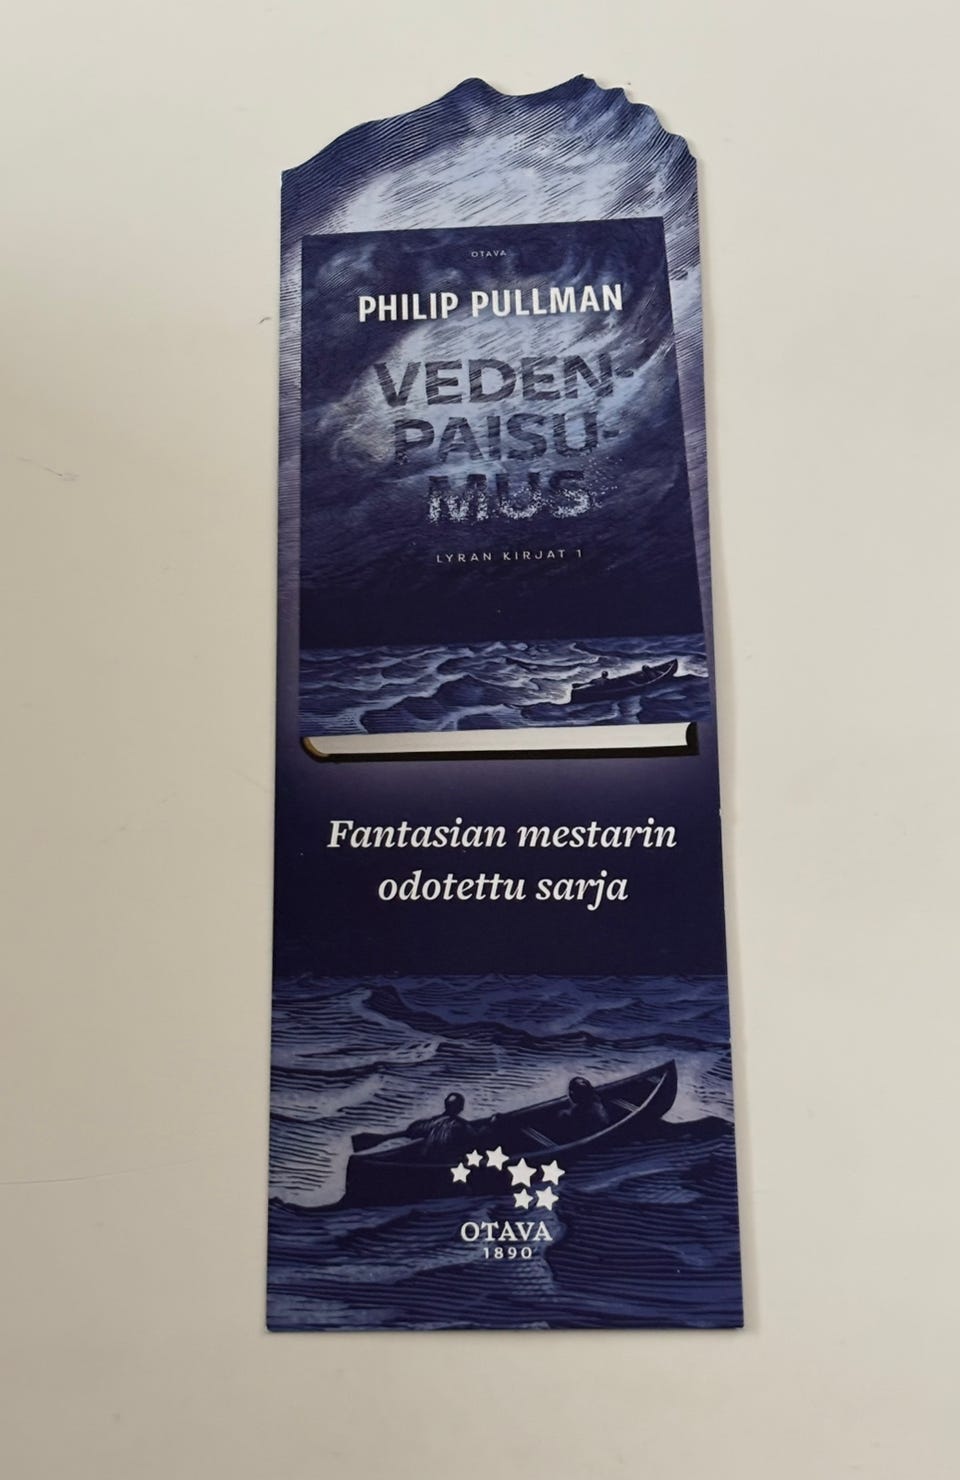 OTAVA
PHILIP PULLMAN
VEDEN-
PAISU-
MUS
LYRAN KIRJAT 1
Fantasian mestarin
odotettu sarja
OTAVA
1890